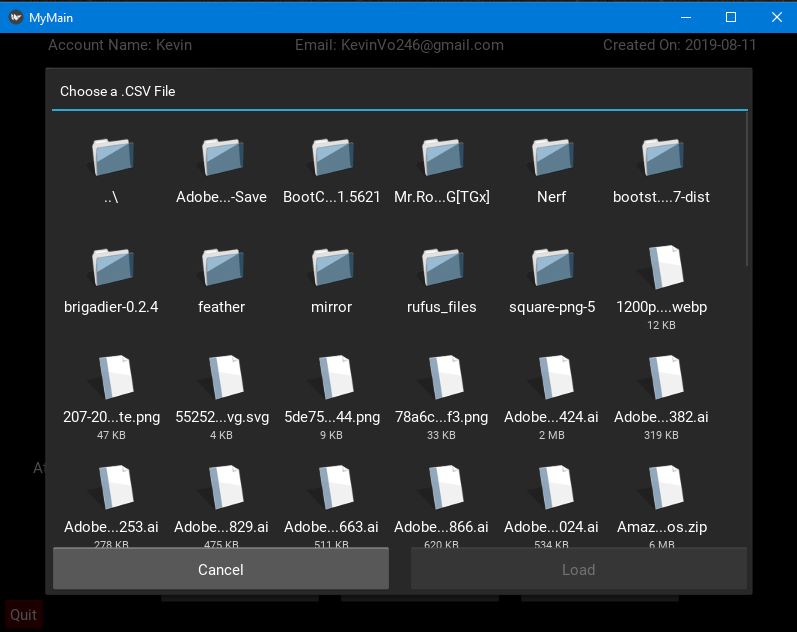 MyMain
Account Name: Kevin Email: KevinVo246@gmail.com Created On: 2019-08-11
Choose a .CSV File
..\ Adobe...-Save BootC...1.5621 Mr.Ro...G[TGx] Nerf bootst....7-dist
brigadier-0.2.4 feather mirror rufus_files square-png-5 1200p....webp
12 KB
207-20...te.png 55252...vg.svg 5de75...44.png 78a6c...f3.png Adobe...424.ai Adobe...382.ai
47 KB 4 KB 9 KB 33 KB 2 MB 319 KB
Adobe...253.ai Adobe...829.ai Adobe...663.ai Adobe...866.ai Adobe...024.ai Amaz...os.zip
278 KB 475 KB 511 KB 620 KB 534 KB 6 MB
Cancel Load
Quit